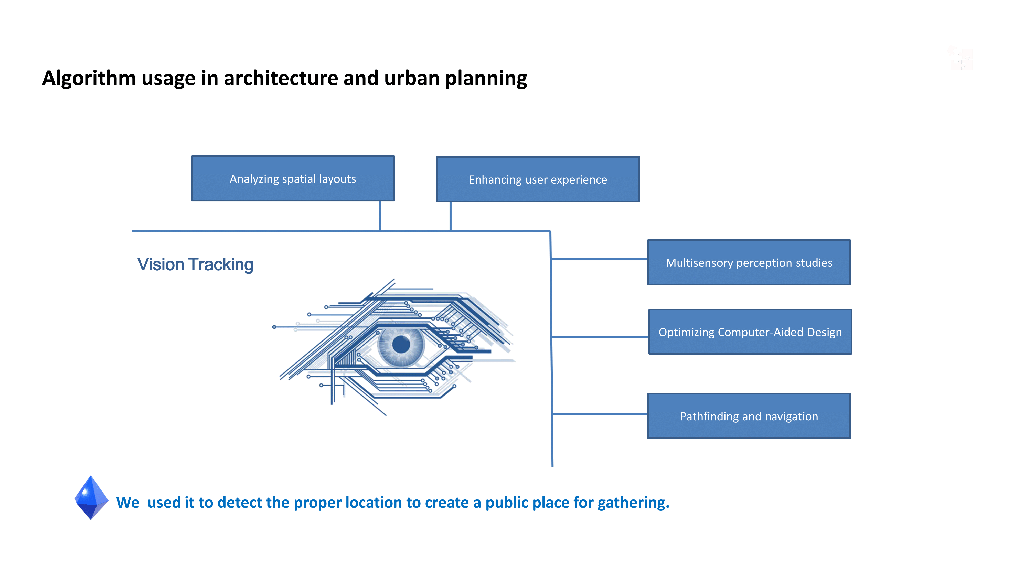 Algorithm usage in architecture and urban planning
Analyzing spatial layouts
Enhancing user experience
Vision Tracking
Multisensory perception studies
Optimizing Computer-Aided Design
Pathfinding and navigation
We used it to detect the proper location to create a public place for gathering.